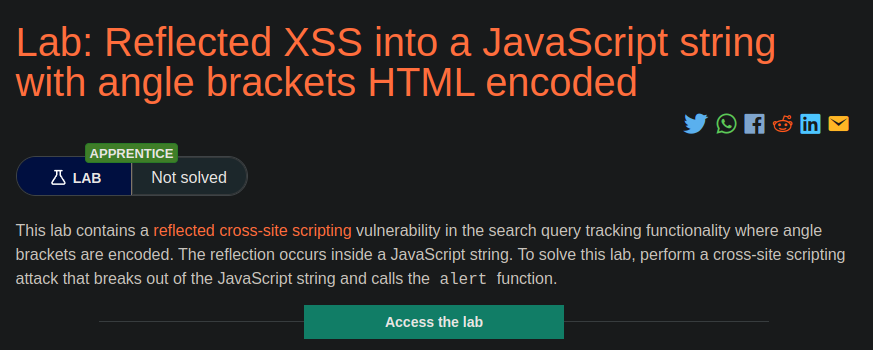 Lab: Reflected XSS into a JavaScript string
with angle brackets HTML encoded
APPRENTICE
LAB
Not solved
This lab contains a reflected cross-site scripting vulnerability in the search query tracking functionality where angle
brackets are encoded. The reflection occurs inside a JavaScript string. To solve this lab, perform a cross-site scripting
attack that breaks out of the JavaScript string and calls the alert function.
Access the lab